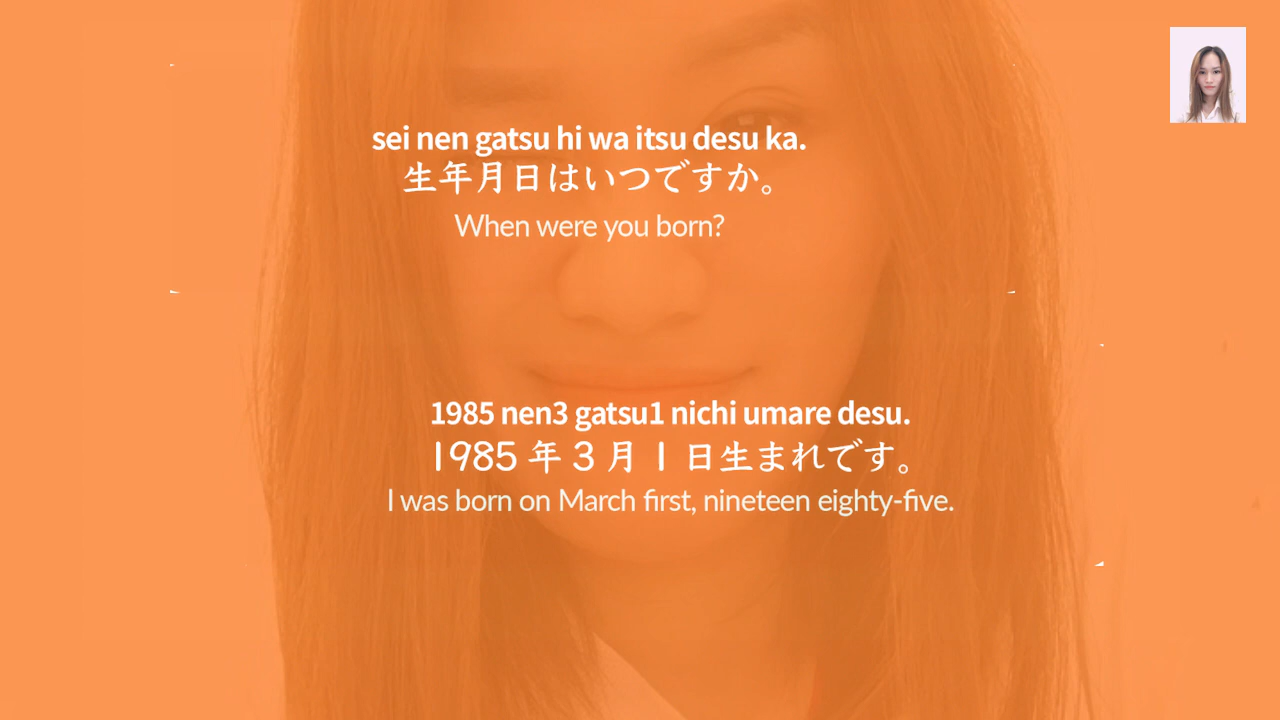 sei nen gatsu hi wa itsu desu ka.
生年月日はいつですか。
When were you born?
1985 nen3 gatsu1 nichi umare desu.
1985 年 3 月 1 日生まれです。
I was born on March first, nineteen eighty-five.